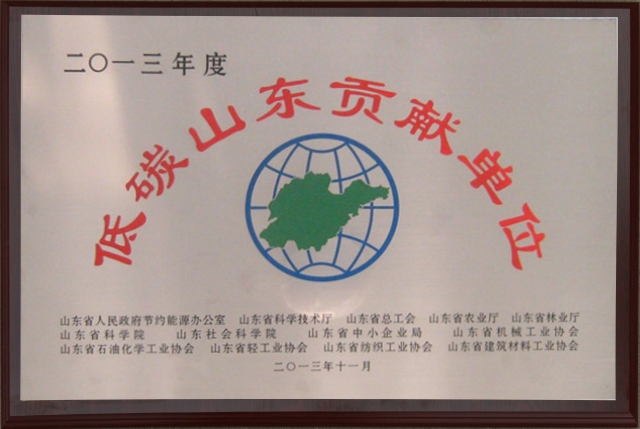 二〇一三年度
低碳山东贡献单位
山东省人民政府节约能源办公室 山东省科学技术厅 山东省总工会 山东省农业厅 山东省林业厅
山东省科学院 山东社会科学院 山东省中小企业局 山东省机械工业协会
山东省石油化学工业协会 山东省轻工业协会 山东省纺织工业协会 山东省建筑材料工业协会
二〇一三年十一月